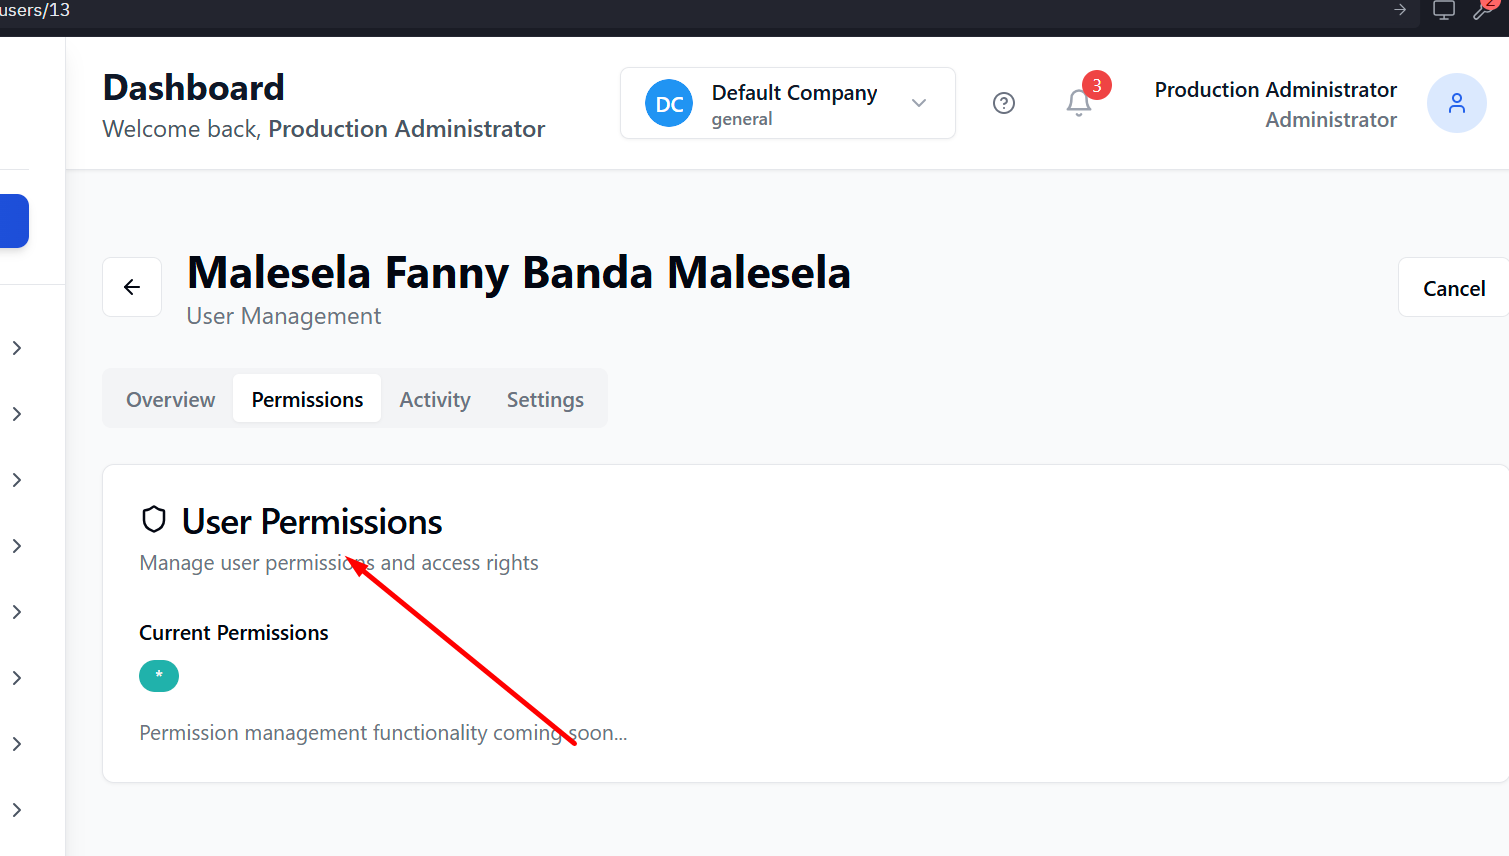 users/13
2
Dashboard
Welcome back, Production Administrator
DC
Default Company
general
3
Production Administrator
Administrator
Malesela Fanny Banda Malesela
User Management
Cancel
Overview
Permissions
Activity
Settings
User Permissions
Manage user permissions and access rights
Current Permissions
*
Permission management functionality coming soon...